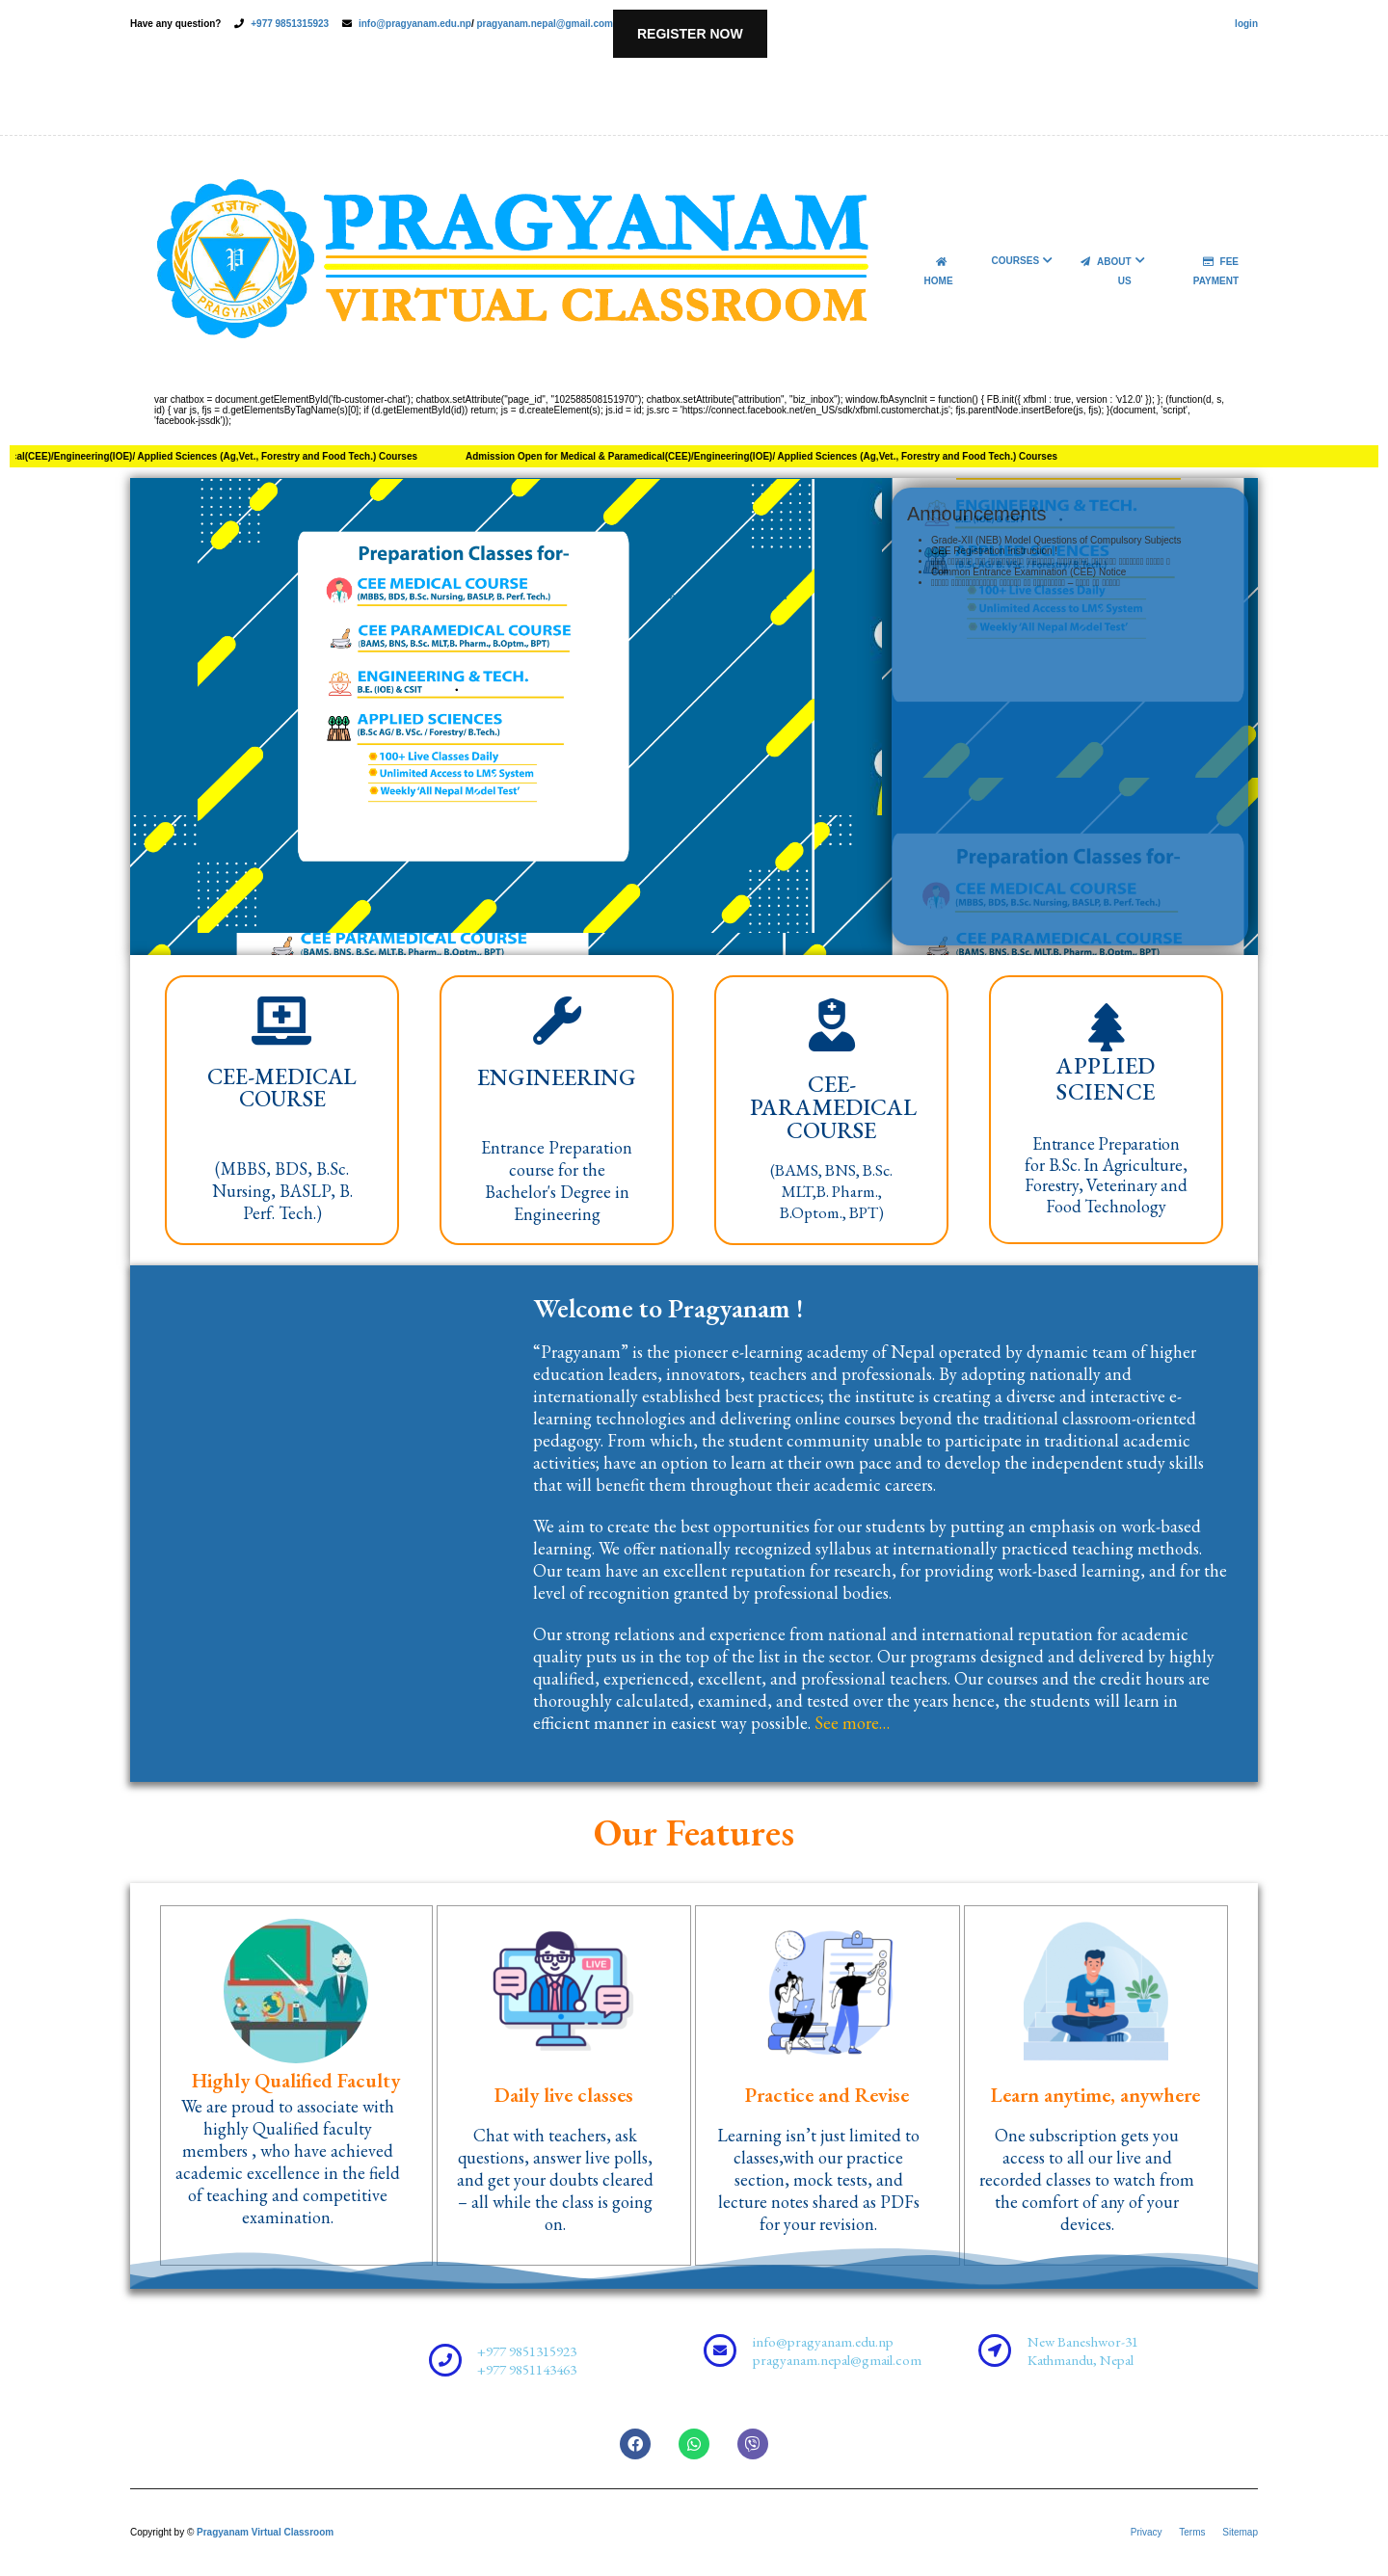 Have any question? +977 9851315923 info@pragyanam.edu.np/ pragyanam.nepal@gmail.com REGISTER NOW login
प्रज्ञान
P
PRAGYANAM
PRAGYANAM
VIRTUAL CLASSROOM
HOME
COURSES
ABOUT US
FEE PAYMENT
var chatbox = document.getElementById('fb-customer-chat'); chatbox.setAttribute("page_id", "102588508151970"); chatbox.setAttribute("attribution", "biz_inbox"); window.fbAsyncInit = function() { FB.init({ xfbml : true, version : 'v12.0' }); }; (function(d, s,
id) { var js, fjs = d.getElementsByTagName(s)[0]; if (d.getElementById(id)) return; js = d.createElement(s); js.id = id; js.src = 'https://connect.facebook.net/en_US/sdk/xfbml.customerchat.js'; fjs.parentNode.insertBefore(js, fjs); }(document, 'script',
'facebook-jssdk'));
al(CEE)/Engineering(IOE)/ Applied Sciences (Ag,Vet., Forestry and Food Tech.) Courses Admission Open for Medical & Paramedical(CEE)/Engineering(IOE)/ Applied Sciences (Ag,Vet., Forestry and Food Tech.) Courses
Preparation Classes for-
CEE MEDICAL COURSE
(MBBS, BDS, B.Sc. Nursing, BASLP, B. Perf. Tech.)
CEE PARAMEDICAL COURSE
(BAMS, BNS, B.Sc. MLT,B. Pharm., B.Optm., BPT)
ENGINEERING & TECH.
B.E. (IOE) & CSIT
APPLIED SCIENCES
(B.Sc AG/ B. VSc. / Forestry/ B.Tech.)
100+ Live Classes Daily
Unlimited Access to LMS System
Weekly 'All Nepal Model Test'
CEE PARAMEDICAL COURSE
(BAMS, BNS, B.Sc. MLT,B. Pharm., B.Optm., BPT)
ENGINEERING & TECH.
Announcements
Grade-XII (NEB) Model Questions of Compulsory Subjects
CEE Registration Instruction
Common Entrance Examination (CEE) Notice
100+ Live Classes Daily
Unlimited Access to LMS System
Weekly 'All Nepal Model Test'
Preparation Classes for-
CEE MEDICAL COURSE
(MBBS, BDS, B.Sc. Nursing, BASLP, B. Perf. Tech.)
CEE PARAMEDICAL COURSE
(BAMS, BNS, B.Sc. MLT,B. Pharm., B.Optm., BPT)
CEE-MEDICAL
COURSE
(MBBS, BDS, B.Sc.
Nursing, BASLP, B.
Perf. Tech.)
ENGINEERING
Entrance Preparation
course for the
Bachelor's Degree in
Engineering
CEE-
PARAMEDICAL
COURSE
(BAMS, BNS, B.Sc.
MLT,B. Pharm.,
B.Optom., BPT)
APPLIED
SCIENCE
Entrance Preparation
for B.Sc. In Agriculture,
Forestry, Veterinary and
Food Technology
Welcome to Pragyanam !
“Pragyanam” is the pioneer e-learning academy of Nepal operated by dynamic team of higher
education leaders, innovators, teachers and professionals. By adopting nationally and
internationally established best practices; the institute is creating a diverse and interactive e-
learning technologies and delivering online courses beyond the traditional classroom-oriented
pedagogy. From which, the student community unable to participate in traditional academic
activities; have an option to learn at their own pace and to develop the independent study skills
that will benefit them throughout their academic careers.
We aim to create the best opportunities for our students by putting an emphasis on work-based
learning. We offer nationally recognized syllabus at internationally practiced teaching methods.
Our team have an excellent reputation for research, for providing work-based learning, and for the
level of recognition granted by professional bodies.
Our strong relations and experience from national and international reputation for academic
quality puts us in the top of the list in the sector. Our programs designed and delivered by highly
qualified, experienced, excellent, and professional teachers. Our courses and the credit hours are
thoroughly calculated, examined, and tested over the years hence, the students will learn in
efficient manner in easiest way possible. See more...
Our Features
Highly Qualified Faculty
We are proud to associate with
highly Qualified faculty
members , who have achieved
academic excellence in the field
of teaching and competitive
examination.
LIVE
Daily live classes
Chat with teachers, ask
questions, answer live polls,
and get your doubts cleared
– all while the class is going
on.
Practice and Revise
Learning isn’t just limited to
classes,with our practice
section, mock tests, and
lecture notes shared as PDFs
for your revision.
Learn anytime, anywhere
One subscription gets you
access to all our live and
recorded classes to watch from
the comfort of any of your
devices.
+977 9851315923
+977 9851143463
info@pragyanam.edu.np
pragyanam.nepal@gmail.com
New Baneshwor-31
Kathmandu, Nepal
Copyright by © Pragyanam Virtual Classroom Privacy Terms Sitemap